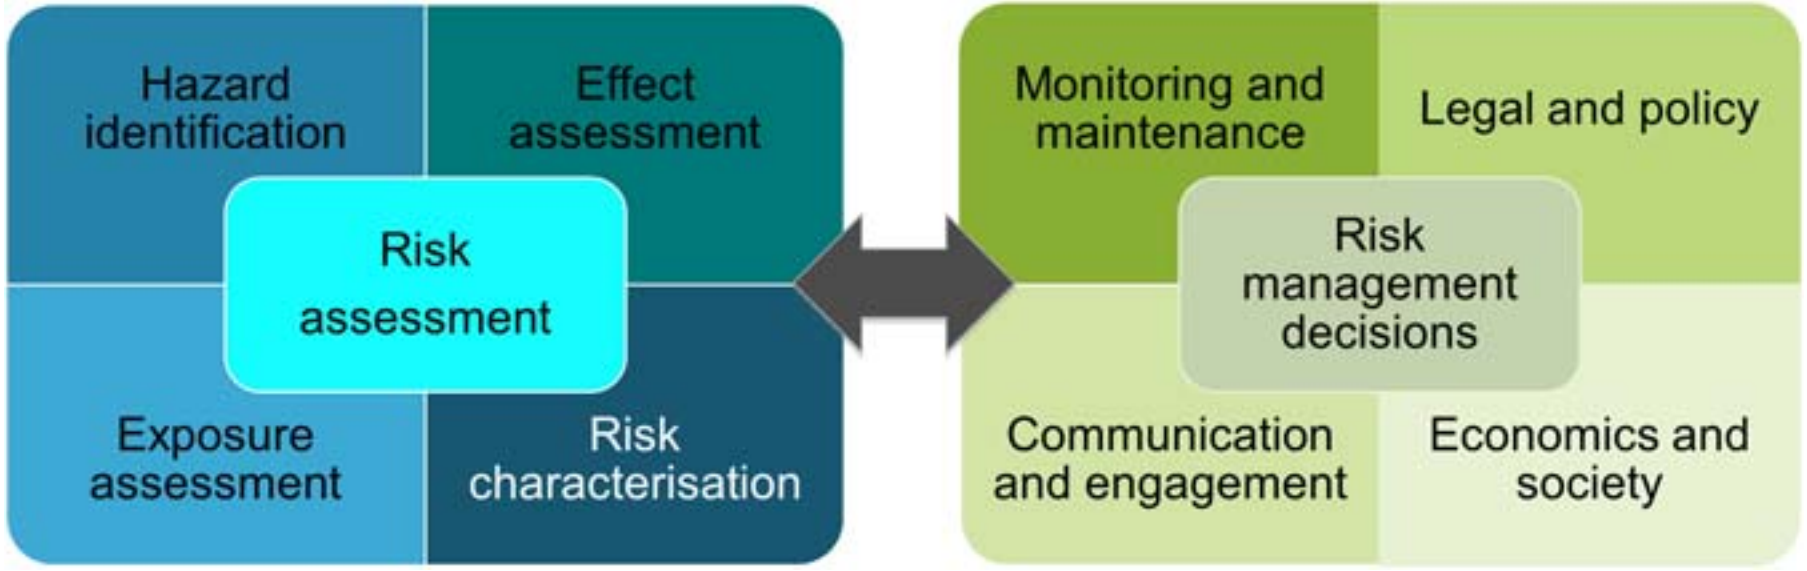 Hazard
identification
Effect
assessment
Risk
assessment
Exposure
assessment
Risk
characterisation
Monitoring and
maintenance
Legal and policy
Risk
management
decisions
Communication
and engagement
Economics and
society